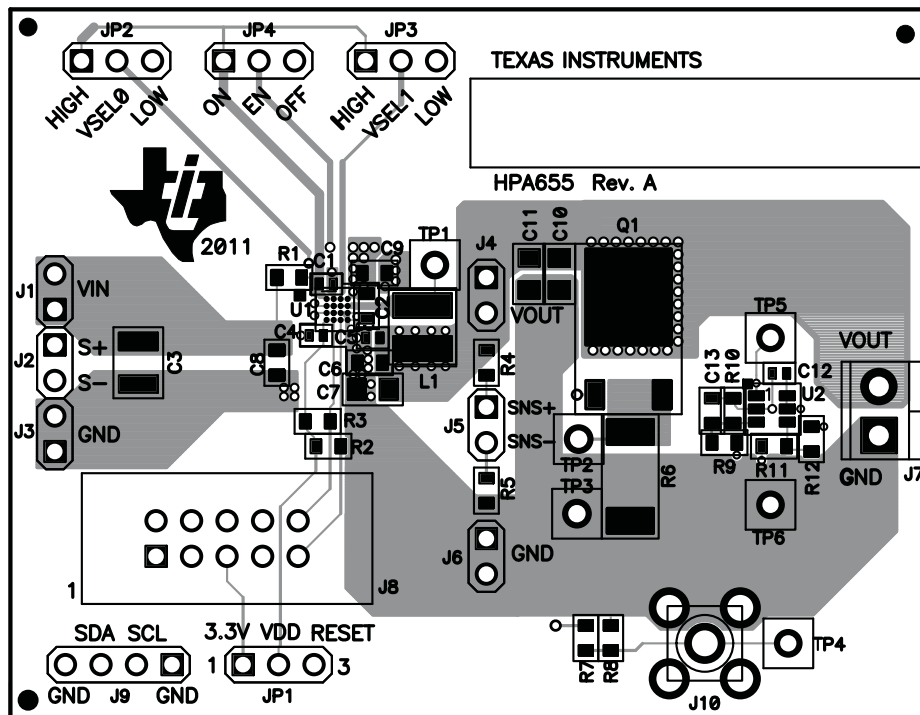 JP2 JP4 JP3
TEXAS INSTRUMENTS
HIGH VSEL0 LOW ON EN OFF HIGH VSEL1 LOW
HPA655 Rev. A
2011
C11 C10 Q1
TP1 J4
R1 C1 C9
J1 VIN
U1 C2
VOUT
TP5
VOUT
J2 S+
S-
C3 C8 C4 C5 C6 C7 L1 R4
C13 R10 C12 U2
J3 GND
R3
R2
J5 SNS+
SNS-
TP2
TP3
R6
R9 R11 R12
GND J7
R5
J6 GND
TP6
1 J8
SDA SCL 3.3V VDD RESET
1 3
GND J9 GND JP1
R7 R8
TP4
J10